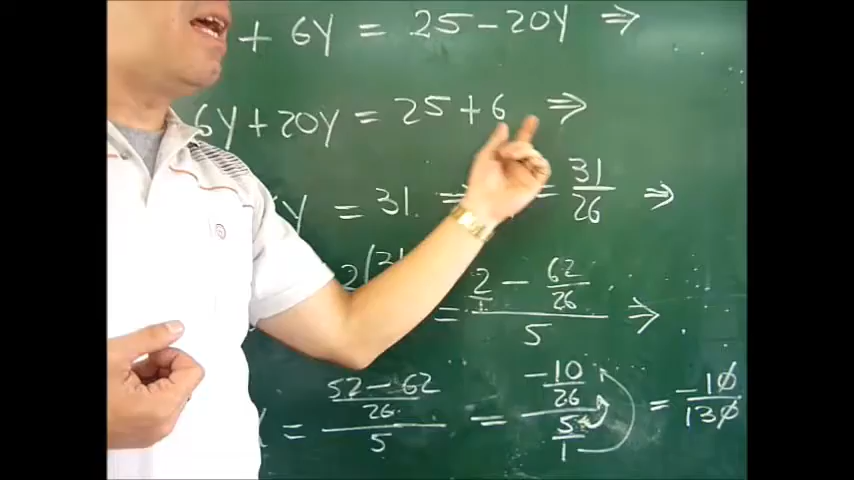 + 6y = 25 - 20y ⇒
6y + 20y = 25 + 6 ⇒
y = 31 = 31/26 ⇒
= (2/1 - 62/26)/5 ⇒
= ((52 - 62)/26)/5 = (-10/26)/(5/1) = -10/130